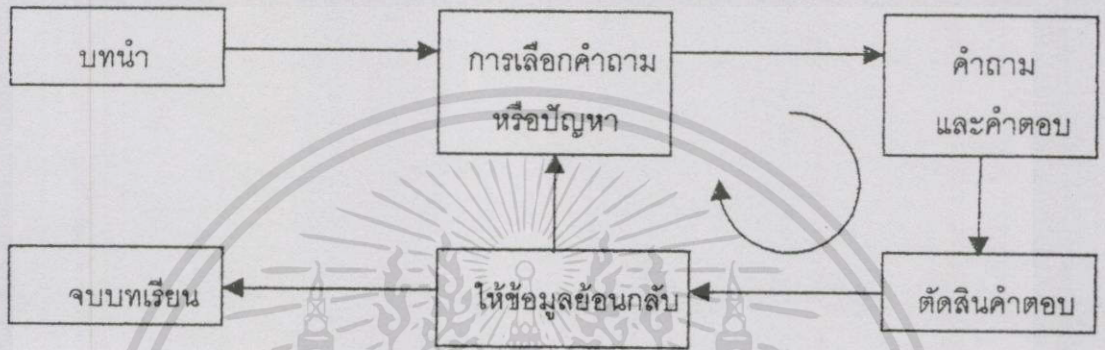 บทนำ
การเลือกคำถาม
หรือปัญหา
คำถาม
และคำตอบ
จบบทเรียน
ให้ข้อมูลย้อนกลับ
ตัดสินคำตอบ